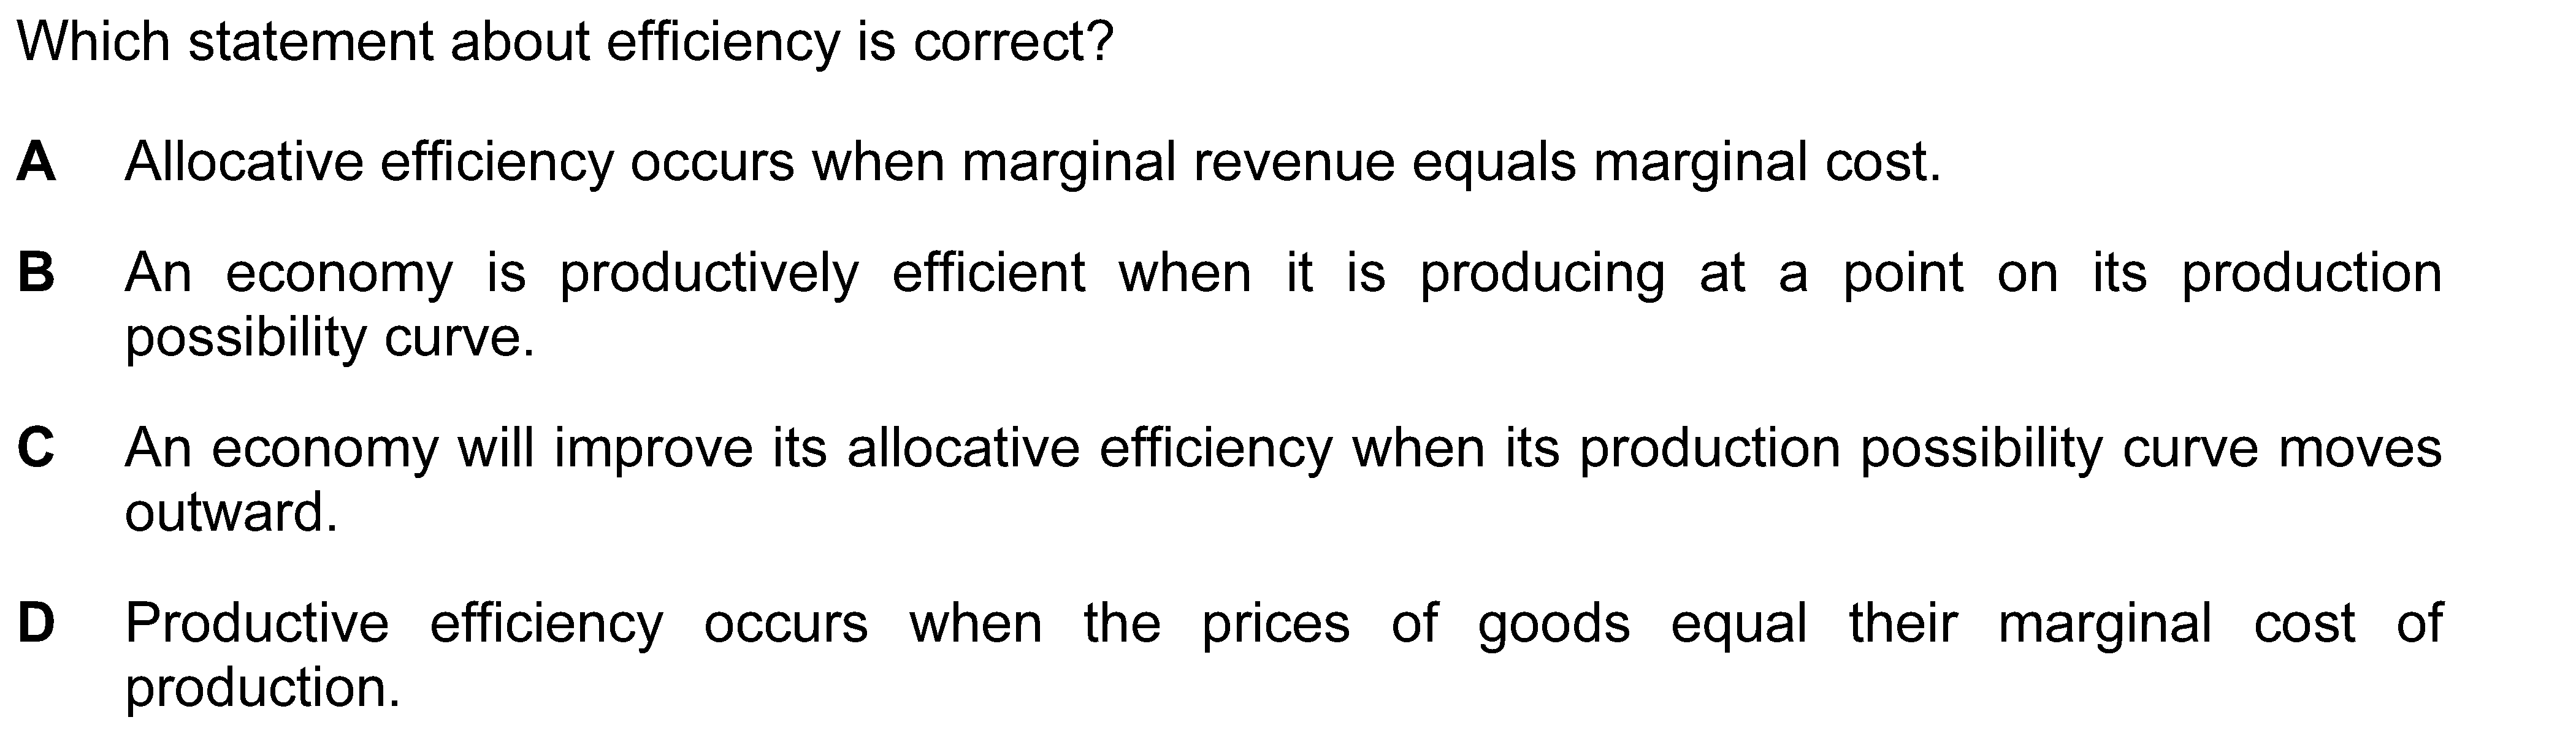 Which statement about efficiency is correct?
A Allocative efficiency occurs when marginal revenue equals marginal cost.
B An economy is productively efficient when it is producing at a point on its production
possibility curve.
C An economy will improve its allocative efficiency when its production possibility curve moves
outward.
D Productive efficiency occurs when the prices of goods equal their marginal cost of
production.